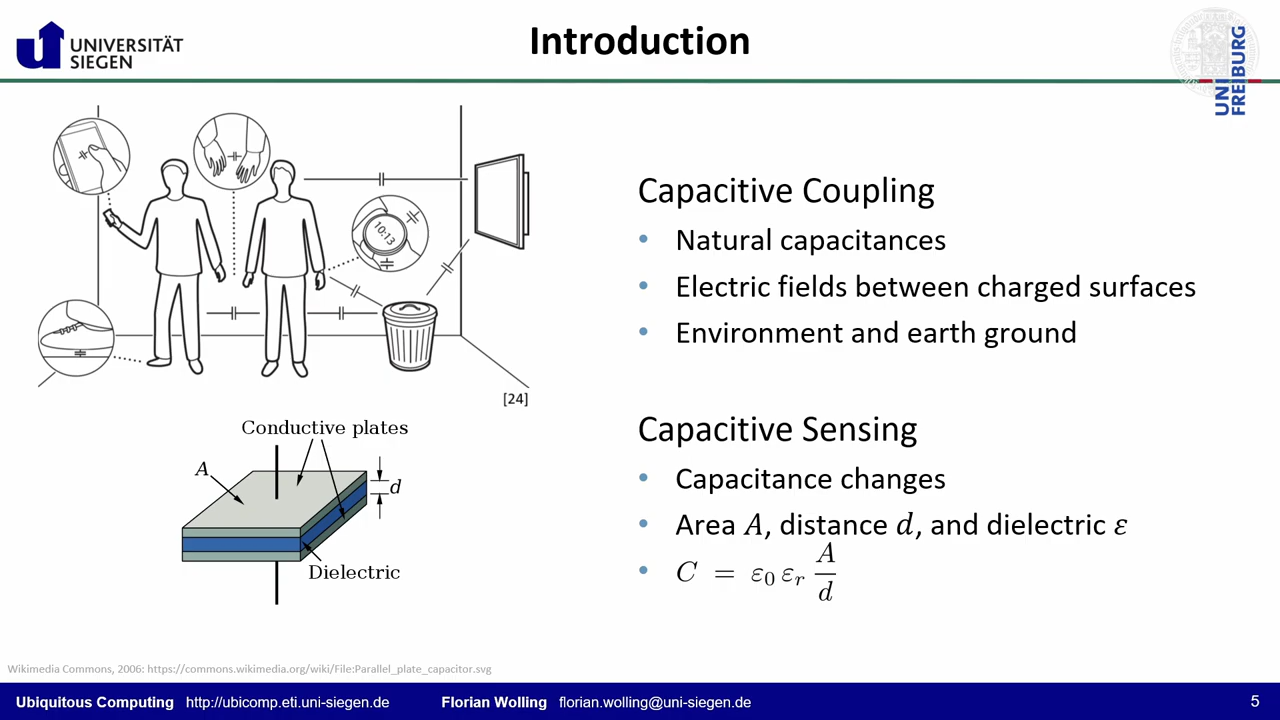 UNIVERSITÄT
SIEGEN
Introduction
UNI
FREIBURG
10:13
[24]
Capacitive Coupling
• Natural capacitances
• Electric fields between charged surfaces
• Environment and earth ground
Conductive plates
A
d
Dielectric
Capacitive Sensing
• Capacitance changes
• Area A, distance d, and dielectric ε
• C = ε₀ εᵣ A/d
Wikimedia Commons, 2006: https://commons.wikimedia.org/wiki/File:Parallel_plate_capacitor.svg
Ubiquitous Computing http://ubicomp.eti.uni-siegen.de Florian Wolling florian.wolling@uni-siegen.de 5